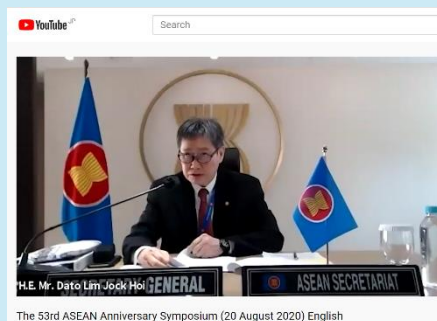 YouTube JP
Search
H.E. Mr. Dato Lim Jock Hoi
GENERAL
ASEAN SECRETARIAT
The 53rd ASEAN Anniversary Symposium (20 August 2020) English